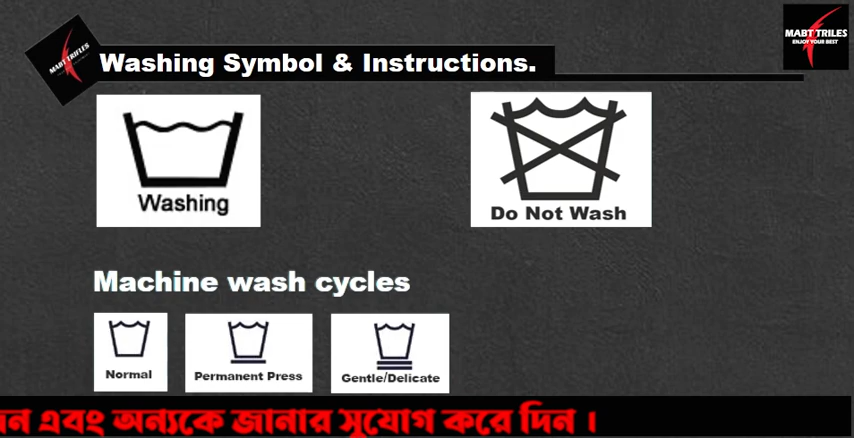 MABT TRILES
ENJOY YOUR BEST
MABT TRIFLES
Washing Symbol & Instructions.
Washing
Do Not Wash
Machine wash cycles
Normal
Permanent Press
Gentle/Delicate
এবং অন্যকে জানার সুযোগ করে দিন ।